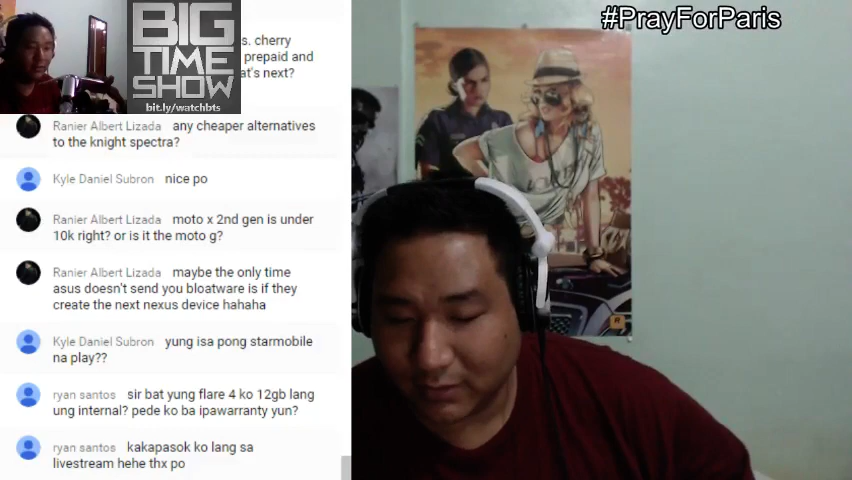 #PrayForParis
BIG
TIME
SHOW
bit.ly/watchbts
s. cherry
prepaid and
at's next?
Ranier Albert Lizada any cheaper alternatives
to the knight spectra?
Kyle Daniel Subron nice po
Ranier Albert Lizada moto x 2nd gen is under
10k right? or is it the moto g?
Ranier Albert Lizada maybe the only time
asus doesn't send you bloatware is if they
create the next nexus device hahaha
Kyle Daniel Subron yung isa pong starmobile
na play??
ryan santos sir bat yung flare 4 ko 12gb lang
ung internal? pede ko ba ipawarranty yun?
ryan santos kakapasok ko lang sa
livestream hehe thx po
R